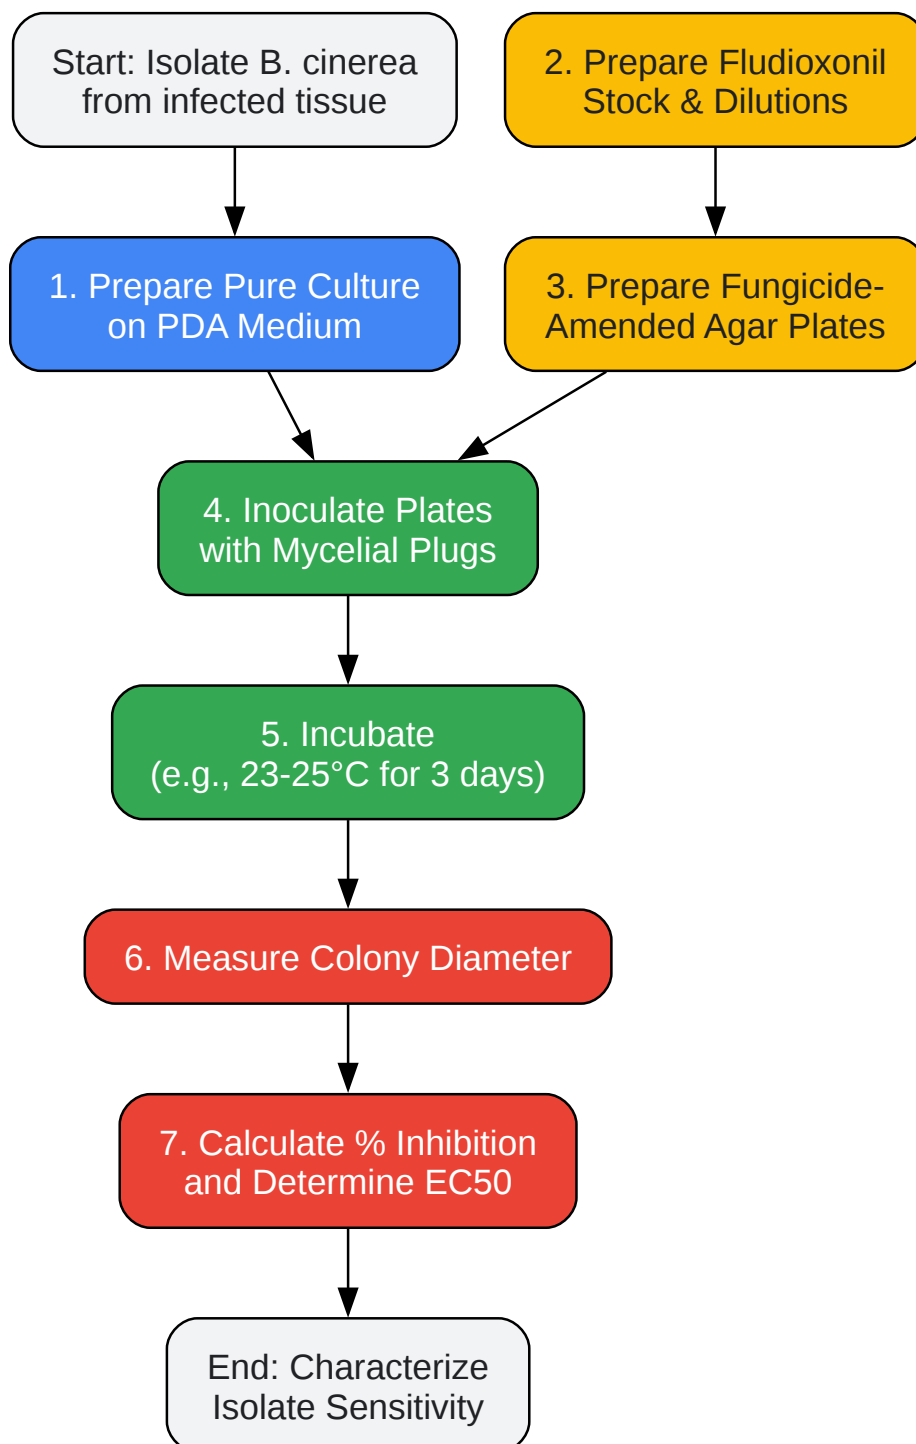 Start: Isolate B. cinerea
from infected tissue
2. Prepare Fludioxonil
Stock & Dilutions
1. Prepare Pure Culture
on PDA Medium
3. Prepare Fungicide-
Amended Agar Plates
4. Inoculate Plates
with Mycelial Plugs
5. Incubate
(e.g., 23-25°C for 3 days)
6. Measure Colony Diameter
7. Calculate % Inhibition
and Determine EC50
End: Characterize
Isolate Sensitivity